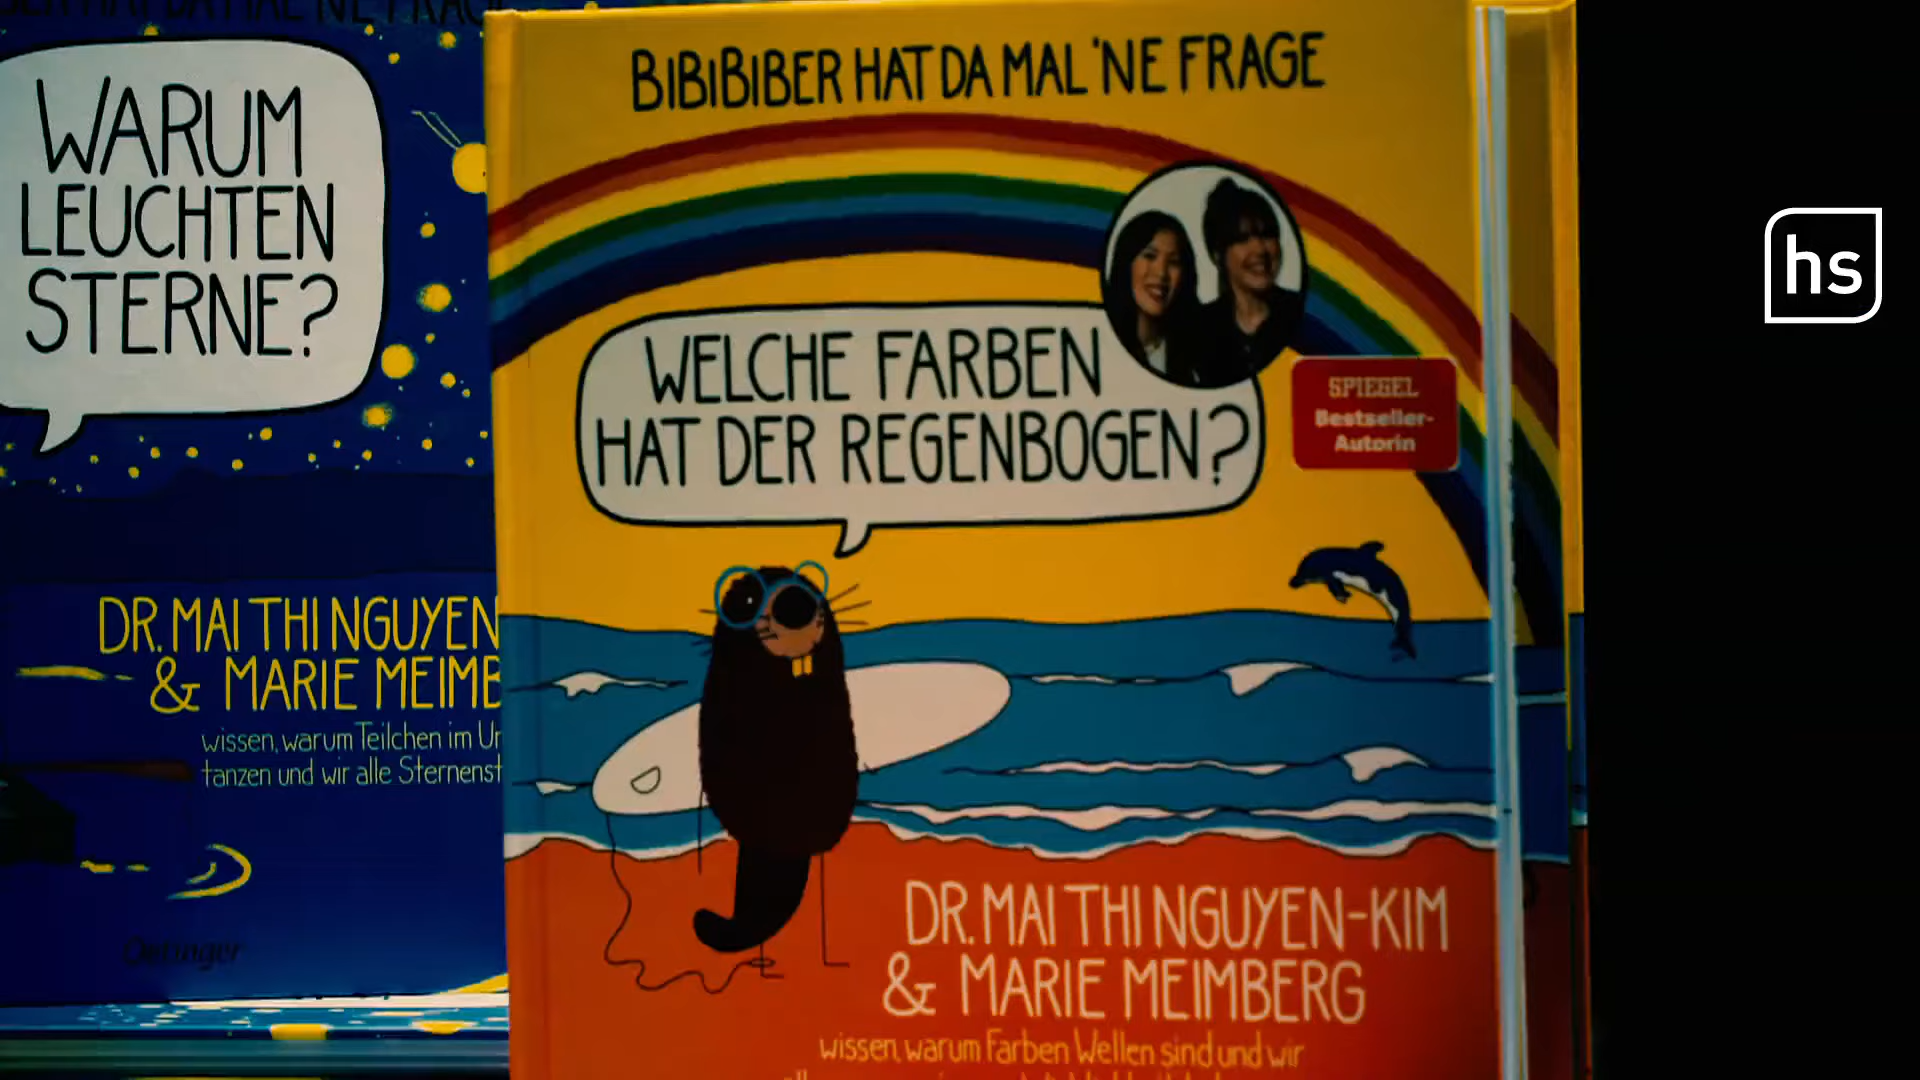 WARUM
LEUCHTEN
STERNE?
DR. MAI THI NGUYEN
& MARIE MEIMB
wissen, warum Teilchen im Ur
tanzen und wir alle Sternenst
Oetinger
BIBIBIBER HAT DA MAL 'NE FRAGE
WELCHE FARBEN
HAT DER REGENBOGEN?
SPIEGEL
Bestseller-
Autorin
DR. MAI THI NGUYEN-KIM
& MARIE MEIMBERG
wissen, warum Farben Wellen sind und wir
hs